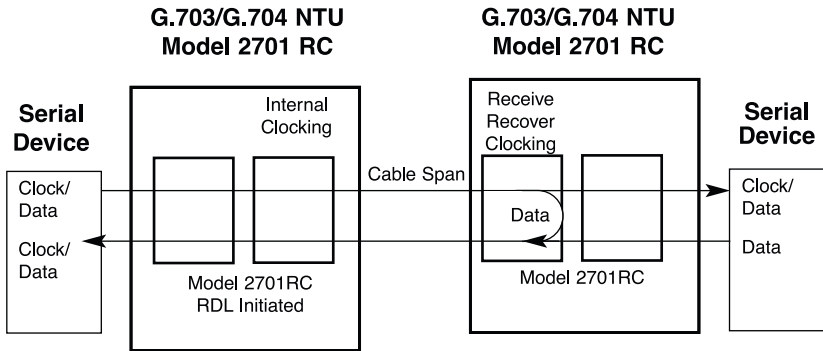 G.703/G.704 NTU
Model 2701 RC
G.703/G.704 NTU
Model 2701 RC
Serial
Device
Internal
Clocking
Receive
Recover
Clocking
Serial
Device
Cable Span
Clock/
Data
Clock/
Data
Data
Clock/
Data
Data
Model 2701RC
RDL Initiated
Model 2701RC